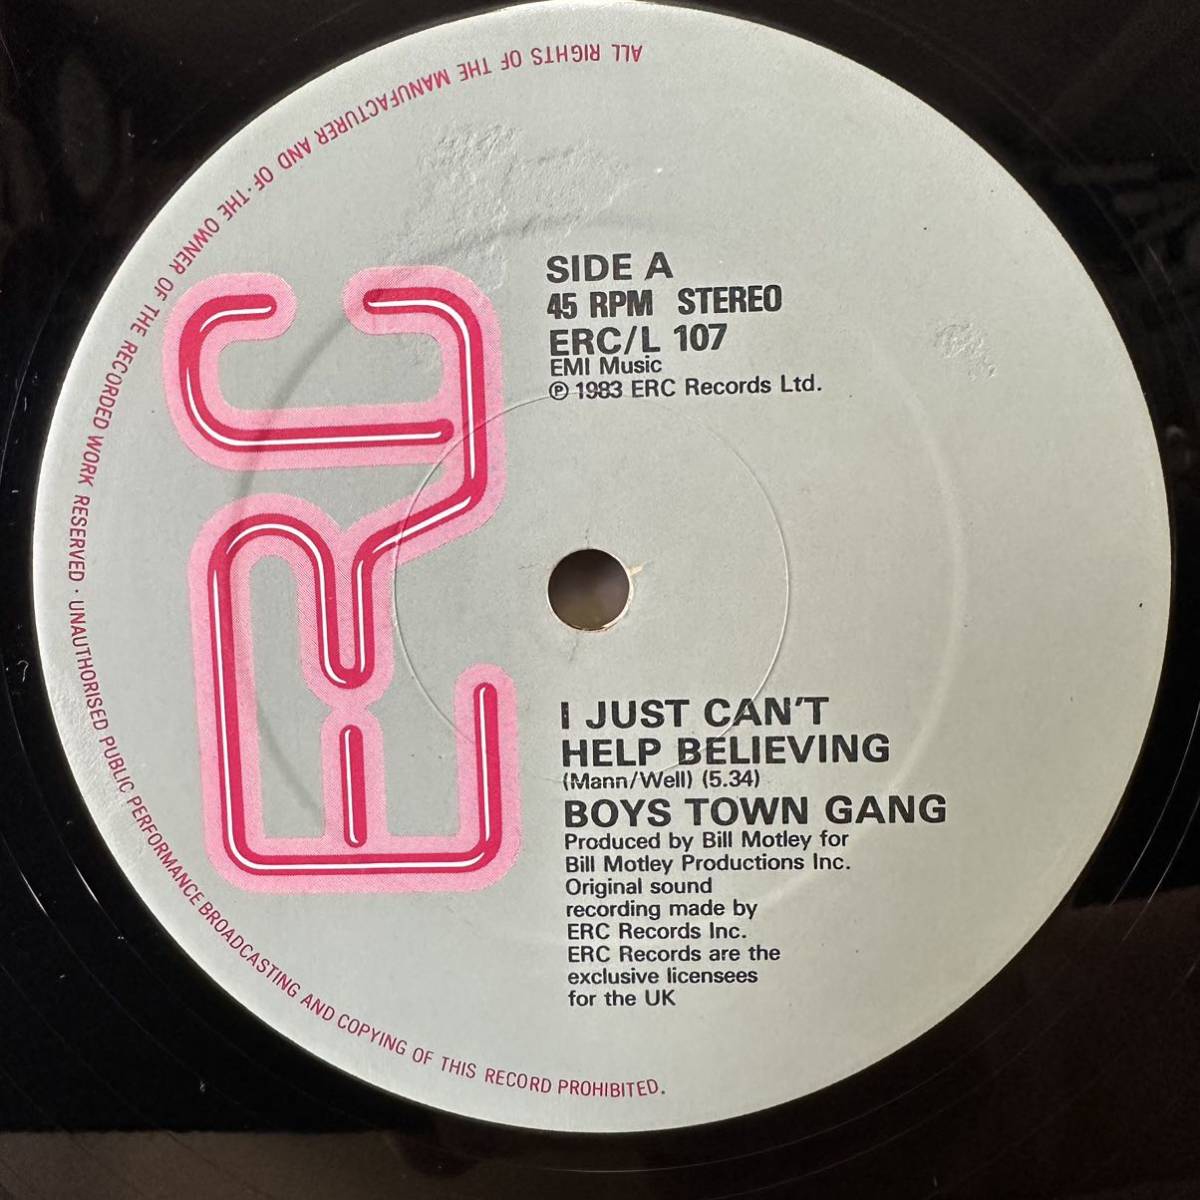 SIDE A
45 RPM STEREO
ERC/L 107
EMI Music
℗ 1983 ERC Records Ltd.
ERC
I JUST CAN'T
HELP BELIEVING
(Mann/Well) (5.34)
BOYS TOWN GANG
Produced by Bill Motley for
Bill Motley Productions Inc.
Original sound
recording made by
ERC Records Inc.
ERC Records are the
exclusive licensees
for the UK
ALL RIGHTS OF THE MANUFACTURER AND OF·THE OWNER OF THE RECORDED WORK RESERVED · UNAUTHORISED PUBLIC PERFORMANCE BROADCASTING AND COPYING OF THIS RECORD PROHIBITED.